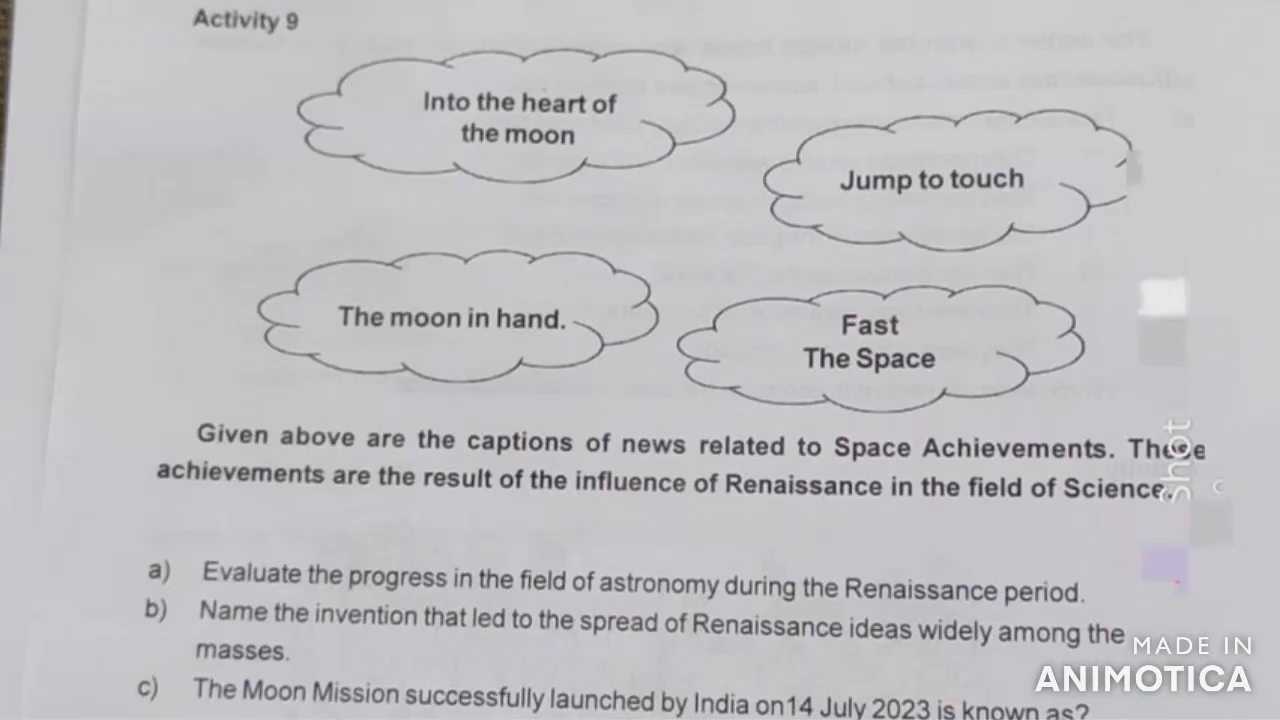 Activity 9
Into the heart of
the moon
Jump to touch
The moon in hand.
Fast
The Space
Given above are the captions of news related to Space Achievements. These
achievements are the result of the influence of Renaissance in the field of Science.
a) Evaluate the progress in the field of astronomy during the Renaissance period.
b) Name the invention that led to the spread of Renaissance ideas widely among the
masses.
c) The Moon Mission successfully launched by India on14 July 2023 is known as?
shot
MADE IN
ANIMOTICA